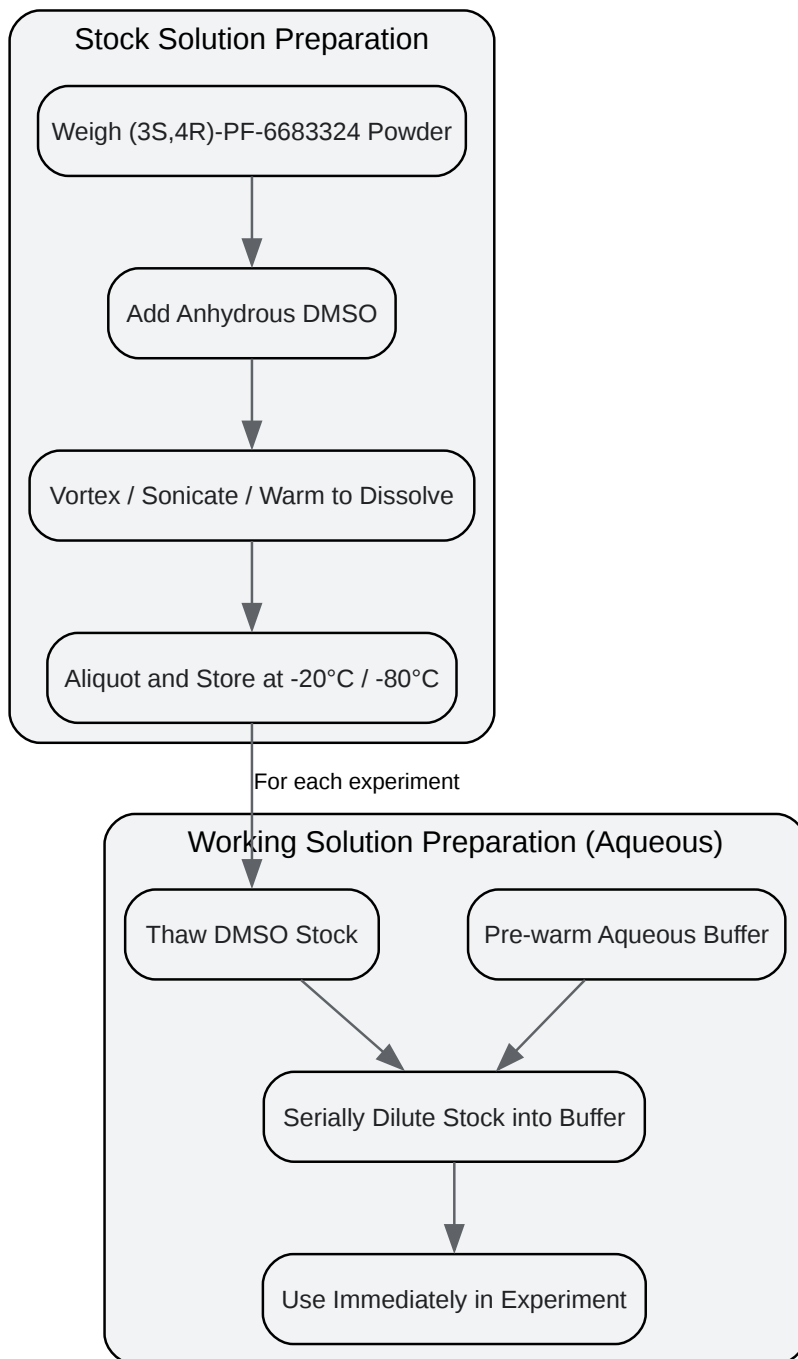 Stock Solution Preparation
Weigh (3S,4R)-PF-6683324 Powder
Add Anhydrous DMSO
Vortex / Sonicate / Warm to Dissolve
Aliquot and Store at -20°C / -80°C
For each experiment
Working Solution Preparation (Aqueous)
Thaw DMSO Stock
Pre-warm Aqueous Buffer
Serially Dilute Stock into Buffer
Use Immediately in Experiment